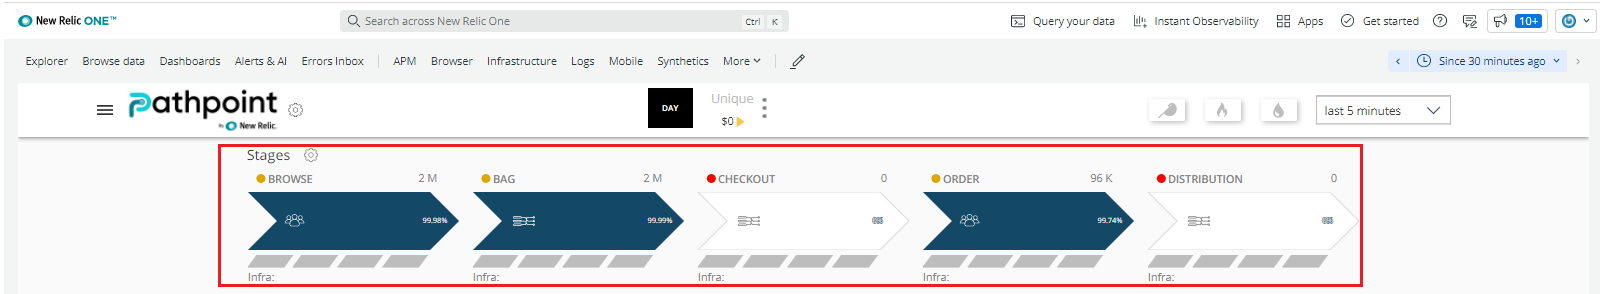 New Relic ONE™
Search across New Relic One
Ctrl K
Query your data
Instant Observability
Apps
Get started
10+
Explorer Browse data Dashboards Alerts & AI Errors Inbox APM Browser Infrastructure Logs Mobile Synthetics More
Since 30 minutes ago
Pathpoint
By New Relic.
DAY
Unique
$0
last 5 minutes
Stages
BROWSE 2 M
BAG 2 M
CHECKOUT 0
ORDER 96 K
DISTRIBUTION 0
99.98%
99.99%
99.74%
Infra:
Infra:
Infra:
Infra:
Infra: